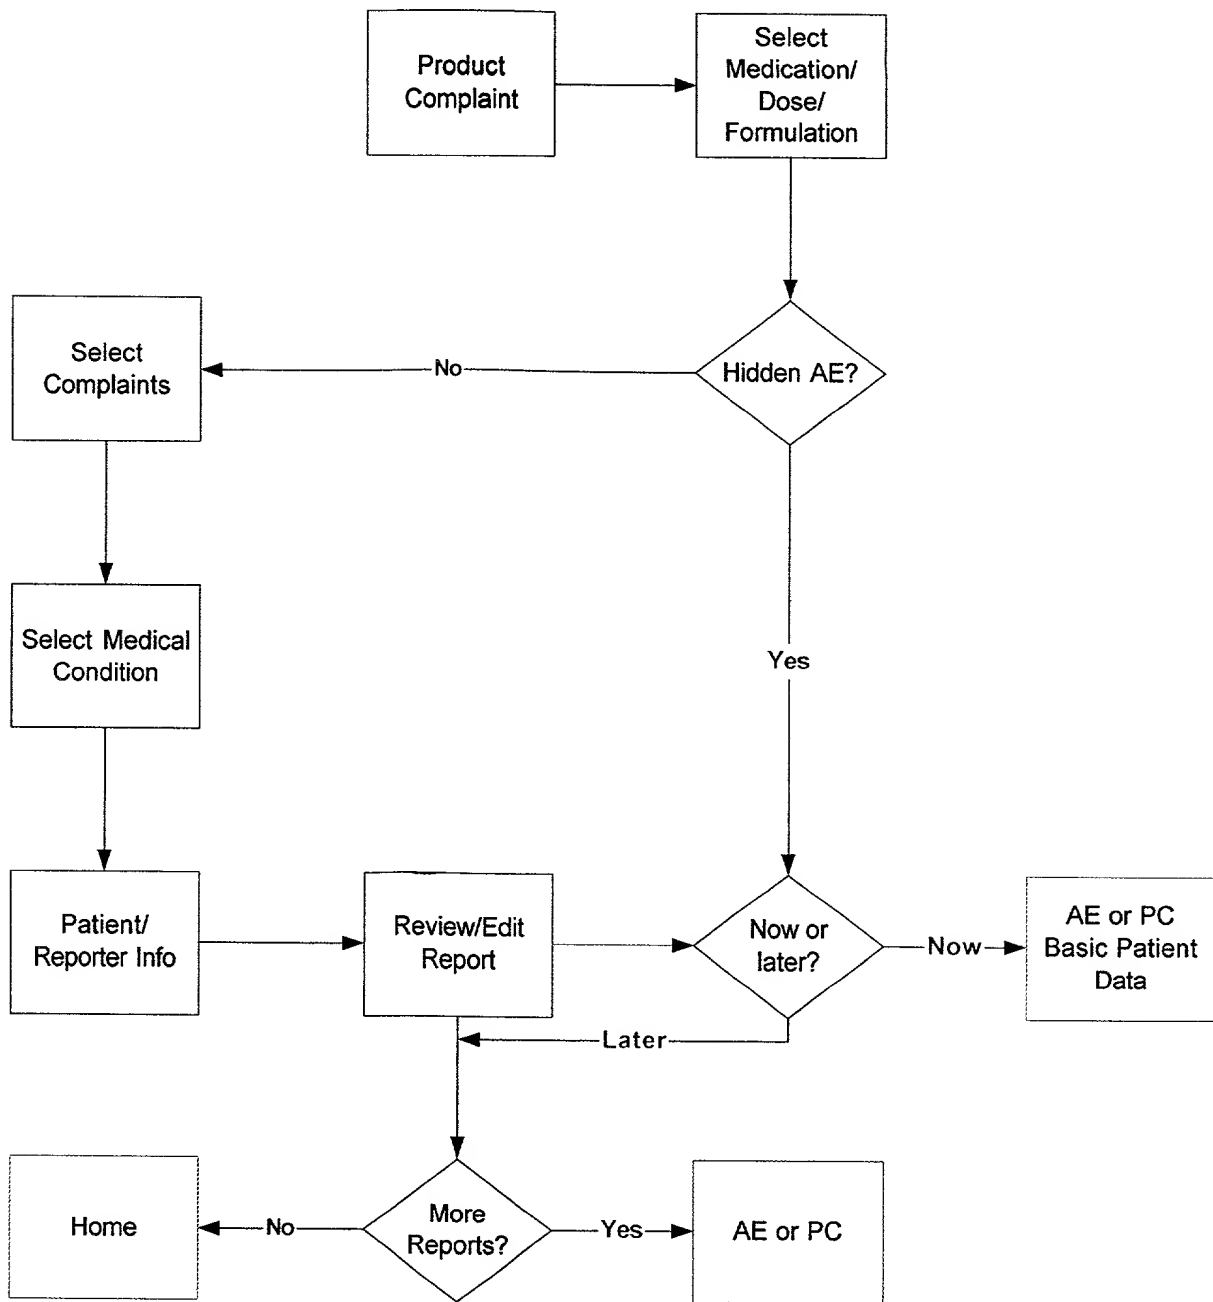 Product
Complaint
Select
Medication/
Dose/
Formulation
Select
Complaints
No
Hidden AE?
Select Medical
Condition
Yes
Patient/
Reporter Info
Review/Edit
Report
Now or
later?
Now
AE or PC
Basic Patient
Data
Later
Home
No
More
Reports?
Yes
AE or PC